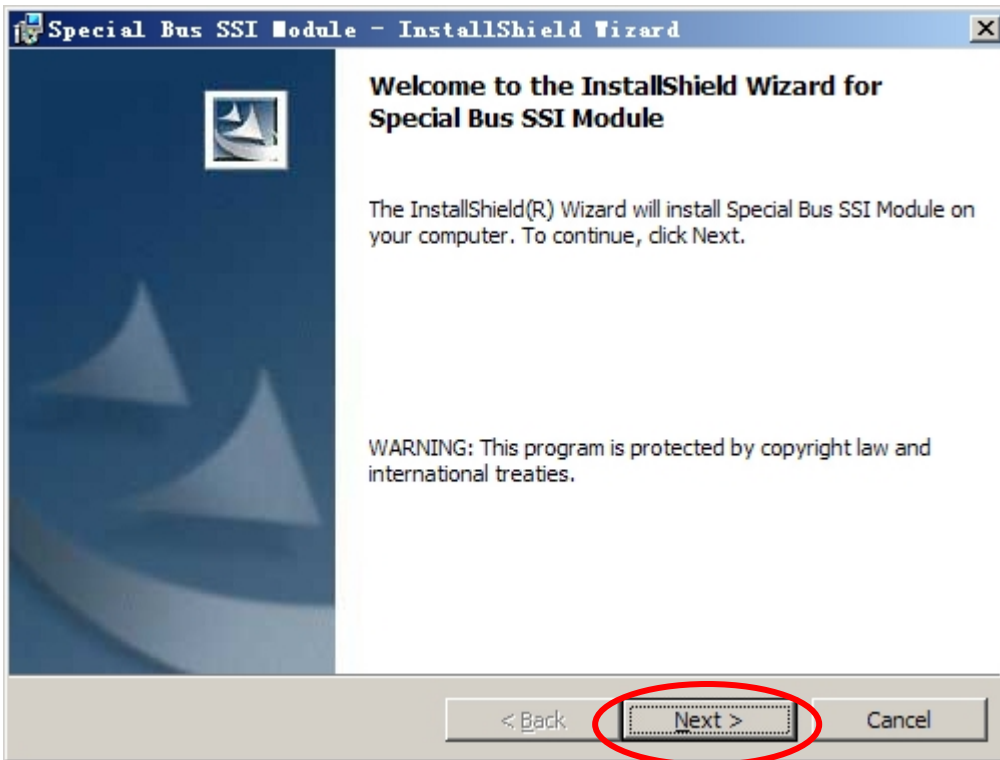 Special Bus SSI Module - InstallShield Wizard
Welcome to the InstallShield Wizard for
Special Bus SSI Module
The InstallShield(R) Wizard will install Special Bus SSI Module on
your computer. To continue, click Next.
WARNING: This program is protected by copyright law and
international treaties.
< Back Next > Cancel